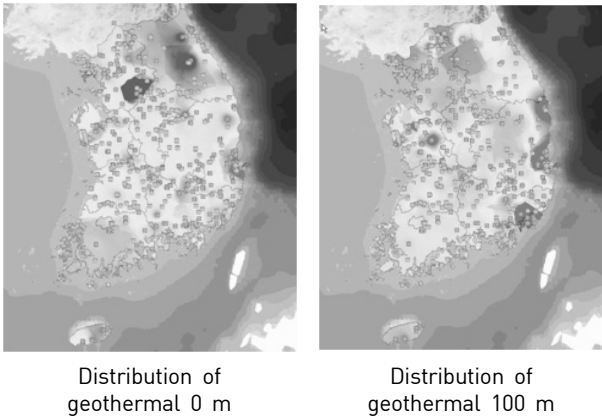 Distribution of
geothermal 0 m
Distribution of
geothermal 100 m